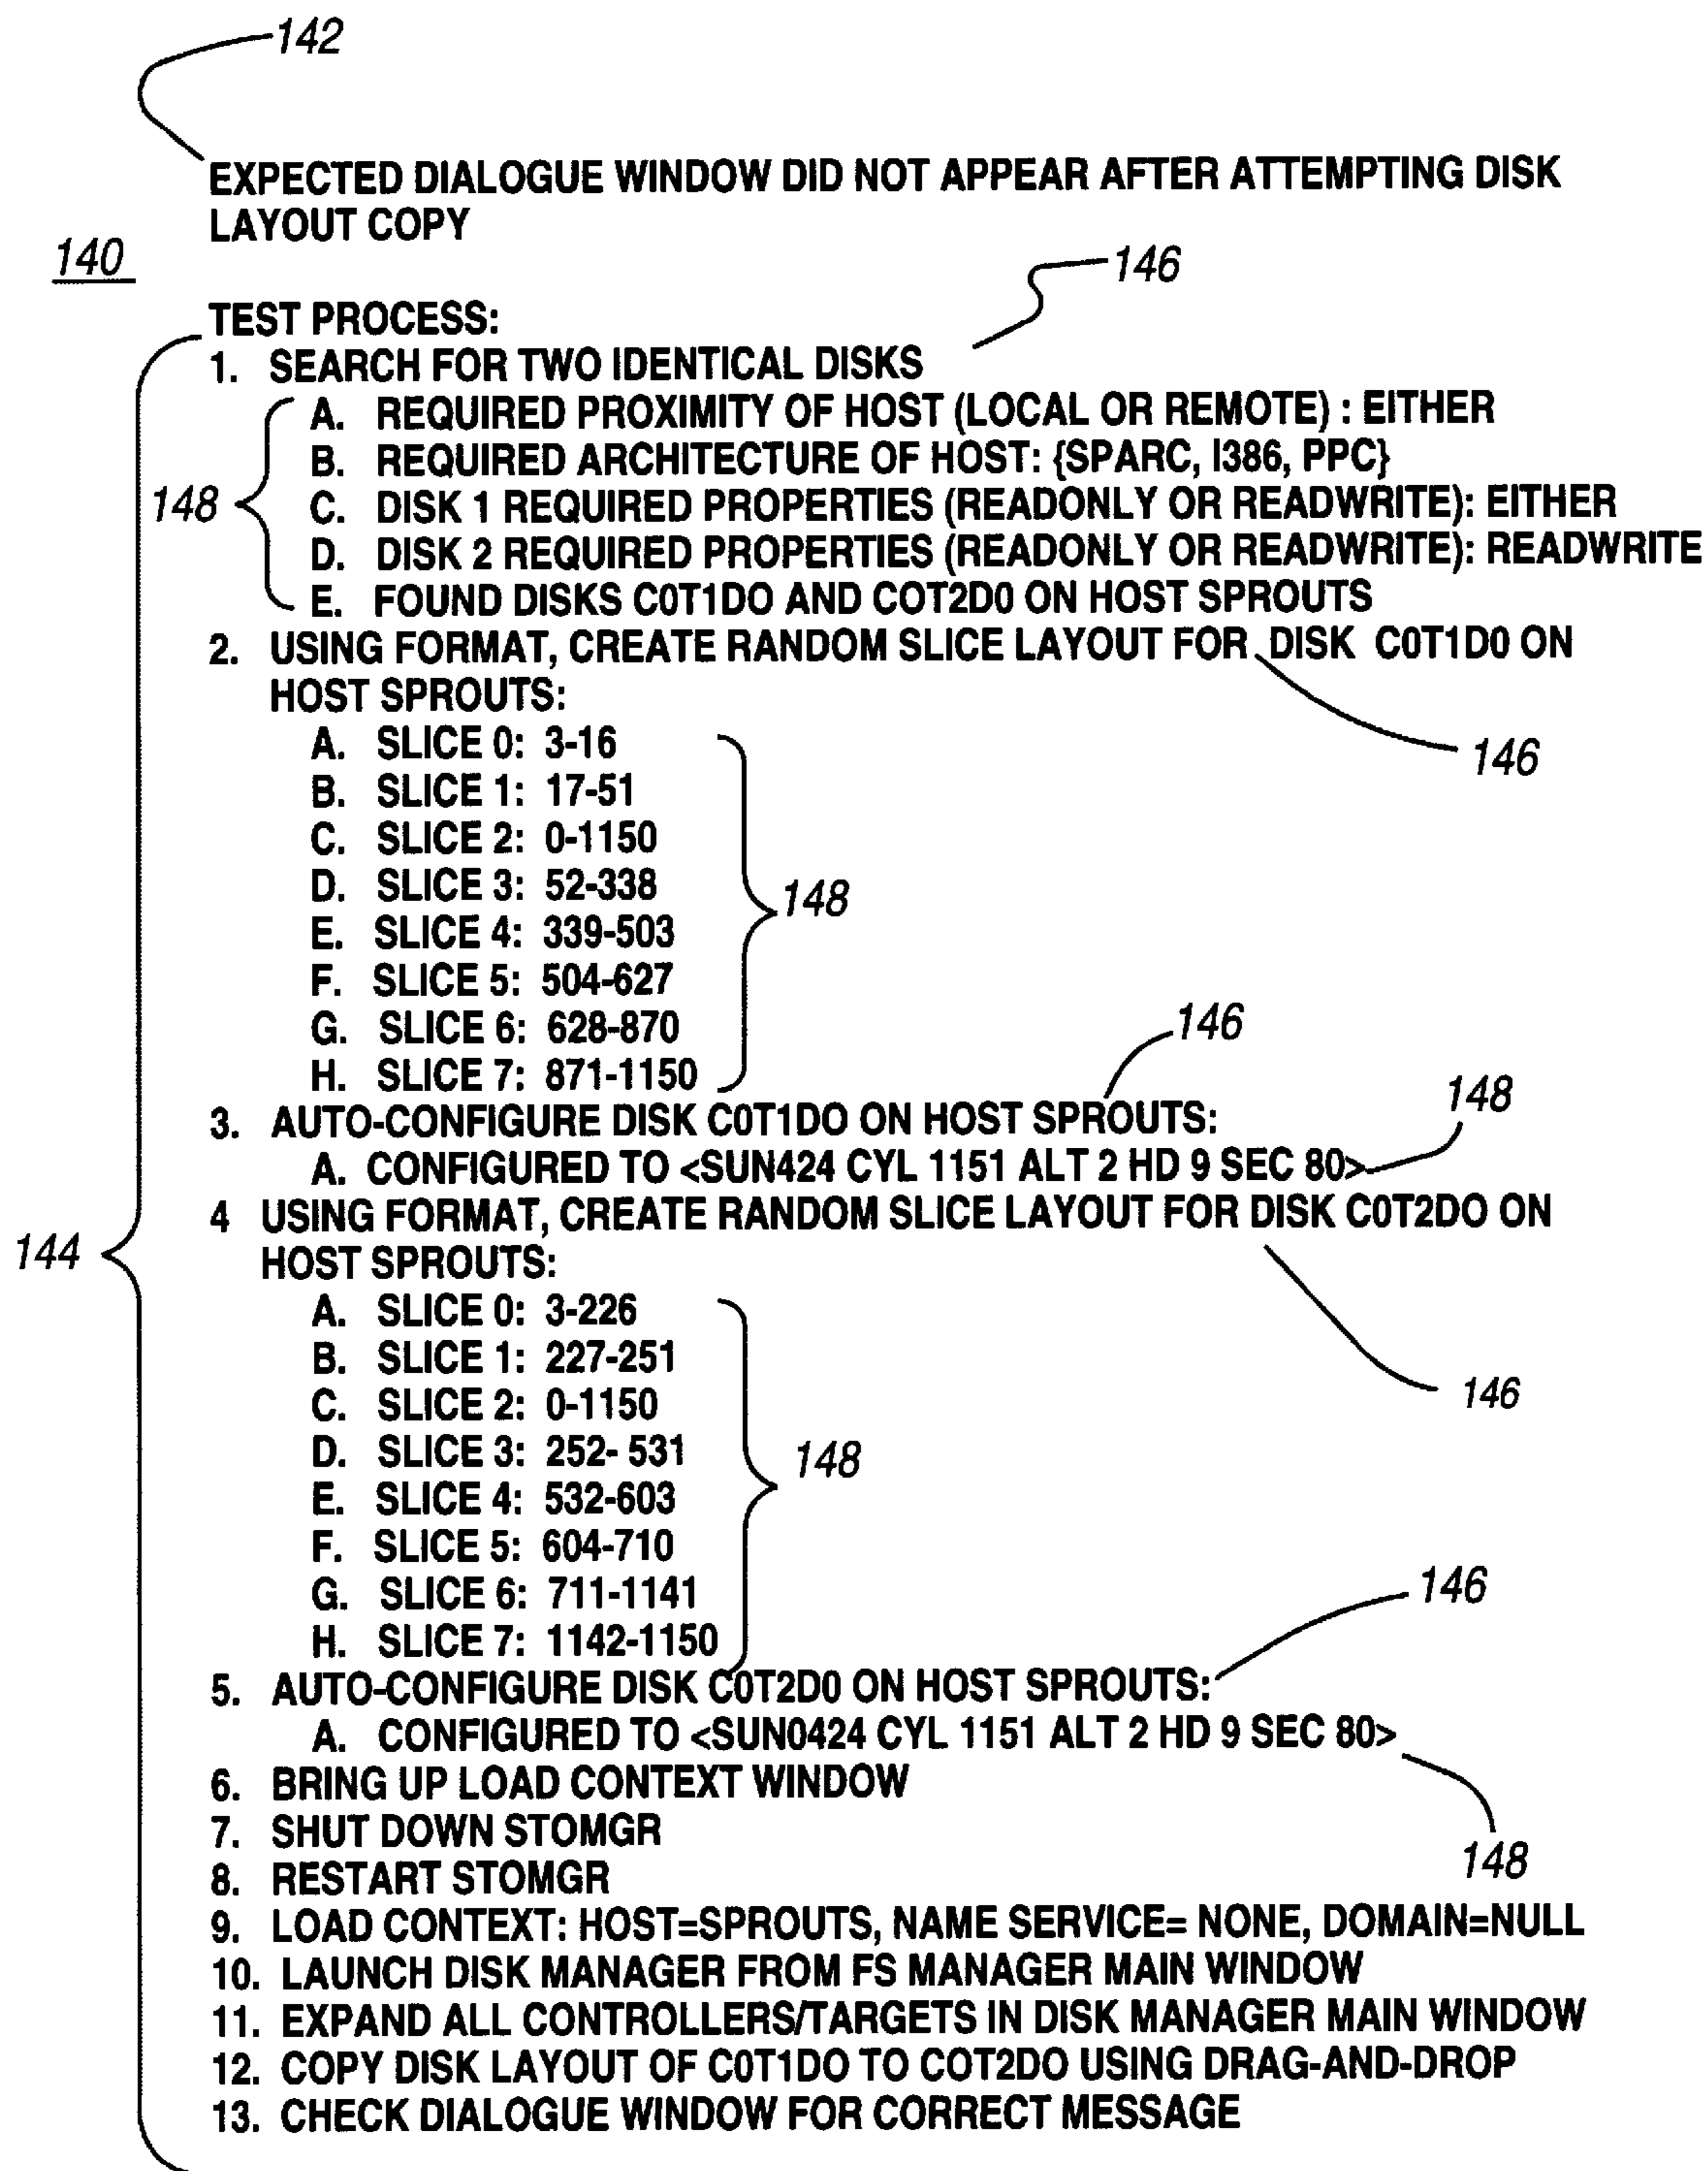 142
EXPECTED DIALOGUE WINDOW DID NOT APPEAR AFTER ATTEMPTING DISK
LAYOUT COPY
140
146
TEST PROCESS:
1. SEARCH FOR TWO IDENTICAL DISKS
A. REQUIRED PROXIMITY OF HOST (LOCAL OR REMOTE) : EITHER
B. REQUIRED ARCHITECTURE OF HOST: {SPARC, I386, PPC}
148
C. DISK 1 REQUIRED PROPERTIES (READONLY OR READWRITE): EITHER
D. DISK 2 REQUIRED PROPERTIES (READONLY OR READWRITE): READWRITE
E. FOUND DISKS C0T1DO AND COT2D0 ON HOST SPROUTS
2. USING FORMAT, CREATE RANDOM SLICE LAYOUT FOR DISK C0T1D0 ON
HOST SPROUTS:
146
A. SLICE 0: 3-16
B. SLICE 1: 17-51
C. SLICE 2: 0-1150
D. SLICE 3: 52-338
148
E. SLICE 4: 339-503
F. SLICE 5: 504-627
G. SLICE 6: 628-870
146
H. SLICE 7: 871-1150
148
3. AUTO-CONFIGURE DISK C0T1DO ON HOST SPROUTS:
A. CONFIGURED TO <SUN424 CYL 1151 ALT 2 HD 9 SEC 80>
4 USING FORMAT, CREATE RANDOM SLICE LAYOUT FOR DISK C0T2DO ON
144
HOST SPROUTS:
A. SLICE 0: 3-226
B. SLICE 1: 227-251
C. SLICE 2: 0-1150
146
D. SLICE 3: 252- 531
148
E. SLICE 4: 532-603
F. SLICE 5: 604-710
G. SLICE 6: 711-1141
146
H. SLICE 7: 1142-1150
5. AUTO-CONFIGURE DISK C0T2D0 ON HOST SPROUTS:
A. CONFIGURED TO <SUN0424 CYL 1151 ALT 2 HD 9 SEC 80>
6. BRING UP LOAD CONTEXT WINDOW
7. SHUT DOWN STOMGR
148
8. RESTART STOMGR
9. LOAD CONTEXT: HOST=SPROUTS, NAME SERVICE= NONE, DOMAIN=NULL
10. LAUNCH DISK MANAGER FROM FS MANAGER MAIN WINDOW
11. EXPAND ALL CONTROLLERS/TARGETS IN DISK MANAGER MAIN WINDOW
12. COPY DISK LAYOUT OF C0T1DO TO COT2DO USING DRAG-AND-DROP
13. CHECK DIALOGUE WINDOW FOR CORRECT MESSAGE